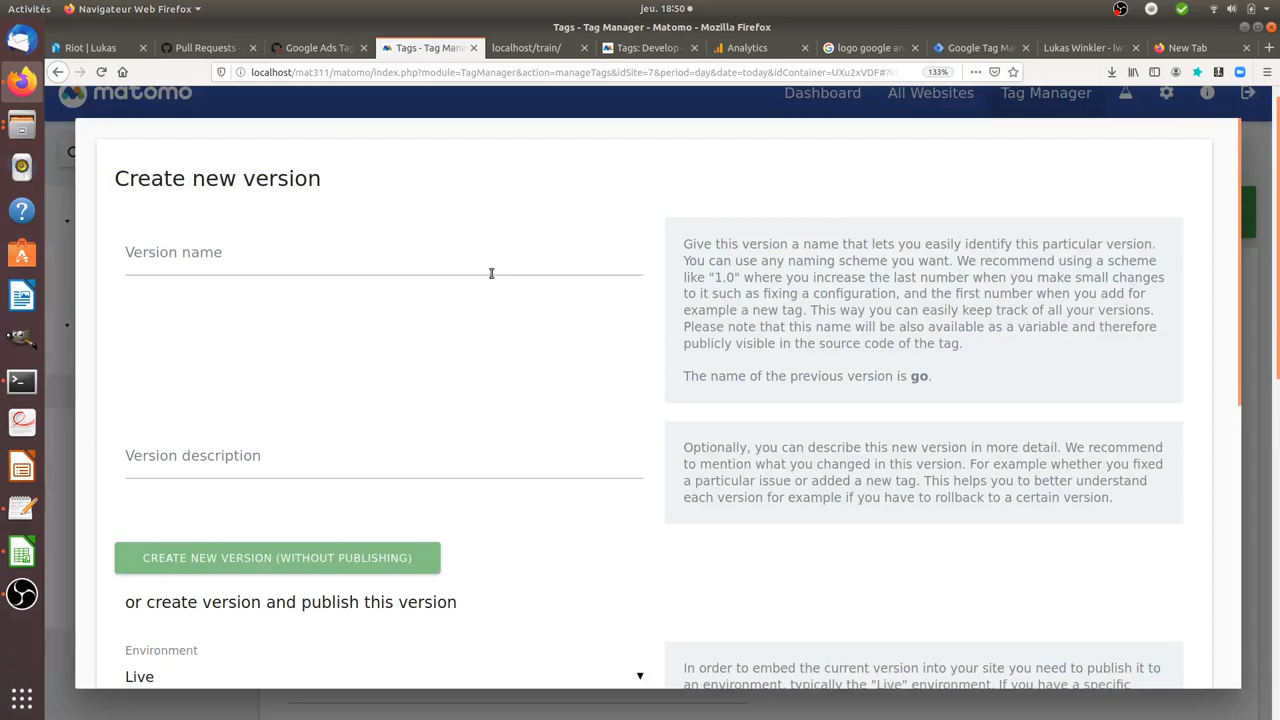 Activités
Navigateur Web Firefox
jeu. 18:50
Tags - Tag Manager - Matomo - Mozilla Firefox
Riot | Lukas
Pull Requests ·
Google Ads Tag
Tags - Tag Mana
localhost/train/
Tags: Develop -
Analytics
logo google an
Google Tag Ma
Lukas Winkler - lw1
New Tab
localhost/mat311/matomo/index.php?module=TagManager&action=manageTags&idSite=7&period=day&date=today&idContainer=UXu2xVDF#?
133%
matomo
Dashboard
All Websites
Tag Manager
Create new version
Version name
Give this version a name that lets you easily identify this particular version.
You can use any naming scheme you want. We recommend using a scheme
like "1.0" where you increase the last number when you make small changes
to it such as fixing a configuration, and the first number when you add for
example a new tag. This way you can easily keep track of all your versions.
Please note that this name will be also available as a variable and therefore
publicly visible in the source code of the tag.
The name of the previous version is go.
Version description
Optionally, you can describe this new version in more detail. We recommend
to mention what you changed in this version. For example whether you fixed
a particular issue or added a new tag. This helps you to better understand
each version for example if you have to rollback to a certain version.
CREATE NEW VERSION (WITHOUT PUBLISHING)
or create version and publish this version
Environment
Live
In order to embed the current version into your site you need to publish it to
an environment, typically the "Live" environment. If you have a specific